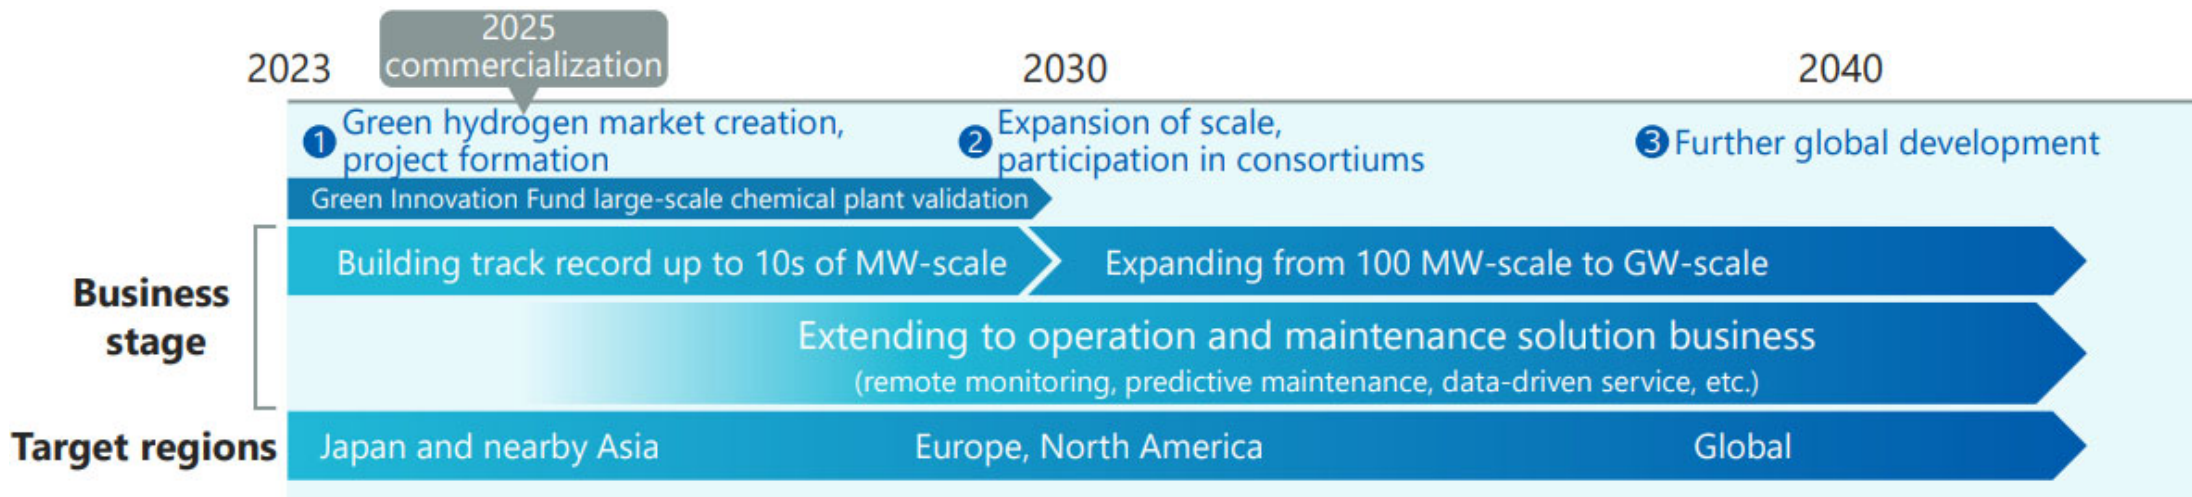 2025
commercialization
2023
2030
2040
1 Green hydrogen market creation,
project formation
2 Expansion of scale,
participation in consortiums
3 Further global development
Green Innovation Fund large-scale chemical plant validation
Business
stage
Building track record up to 10s of MW-scale
Expanding from 100 MW-scale to GW-scale
Extending to operation and maintenance solution business
(remote monitoring, predictive maintenance, data-driven service, etc.)
Target regions
Japan and nearby Asia
Europe, North America
Global